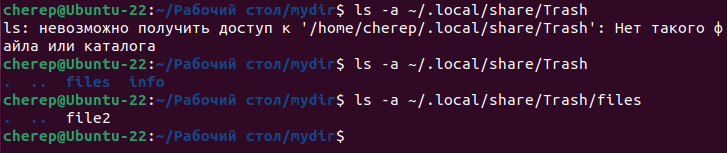 cherep@Ubuntu-22:~/Рабочий стол/mydir$ ls -a ~/.local/share/Trash
ls: невозможно получить доступ к '/home/cherep/.local/share/Trash': Нет такого ф
айла или каталога
cherep@Ubuntu-22:~/Рабочий стол/mydir$ ls -a ~/.local/share/Trash
.  ..  files  info
cherep@Ubuntu-22:~/Рабочий стол/mydir$ ls -a ~/.local/share/Trash/files
.  ..  file2
cherep@Ubuntu-22:~/Рабочий стол/mydir$